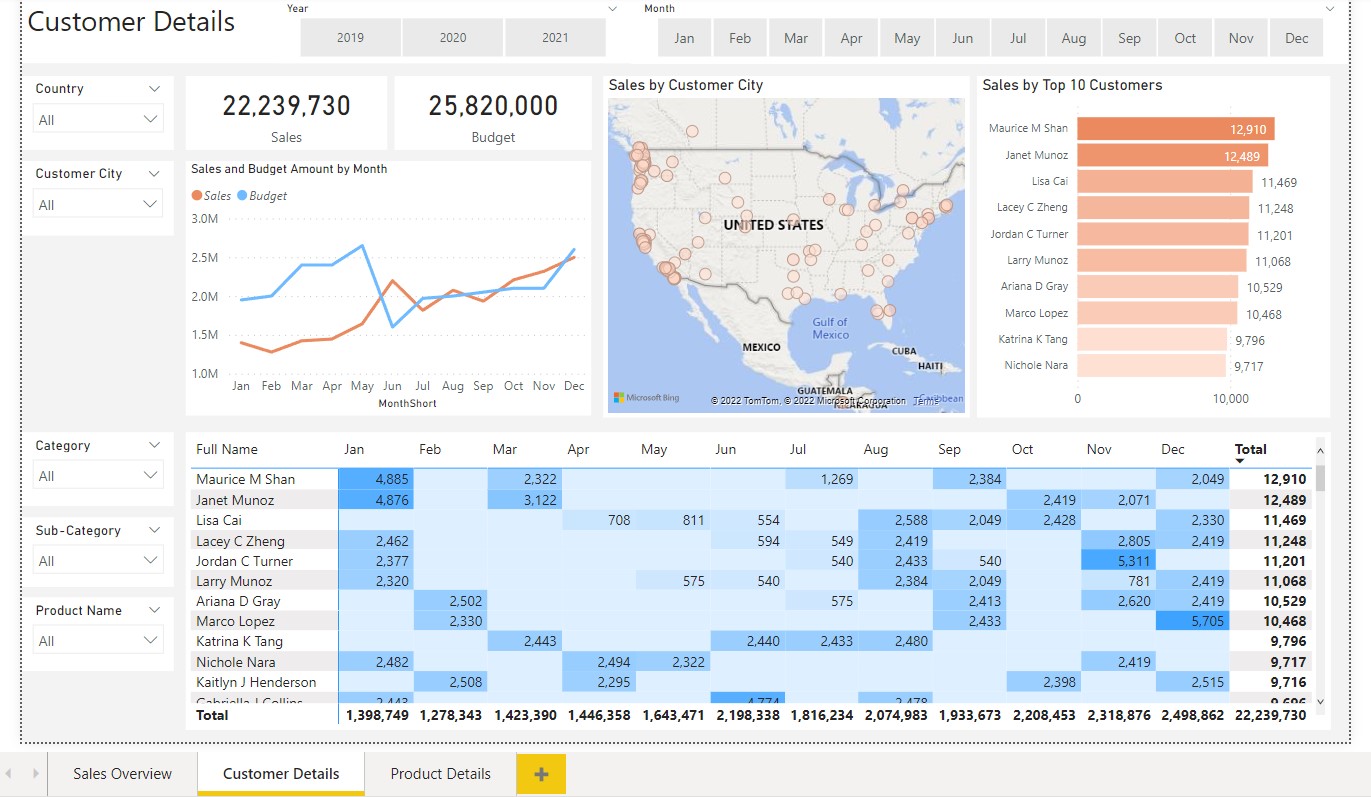 Customer Details
Year
2019 2020 2021
Month
Jan Feb Mar Apr May Jun Jul Aug Sep Oct Nov Dec
Country
All
Customer City
All
22,239,730
Sales
25,820,000
Budget
Sales and Budget Amount by Month
Sales Budget
3.0M
2.5M
2.0M
1.5M
1.0M
Jan Feb Mar Apr May Jun Jul Aug Sep Oct Nov Dec
MonthShort
Sales by Customer City
UNITED STATES
Gulf of
Mexico
MEXICO
CUBA
HAITI
GUATEMALA
NICARAGUA
Caribbean
Microsoft Bing
© 2022 TomTom, © 2022 Microsoft Corporation Terms
Sales by Top 10 Customers
Maurice M Shan 12,910
Janet Munoz 12,489
Lisa Cai 11,469
Lacey C Zheng 11,248
Jordan C Turner 11,201
Larry Munoz 11,068
Ariana D Gray 10,529
Marco Lopez 10,468
Katrina K Tang 9,796
Nichole Nara 9,717
0 10,000
Category
All
Sub-Category
All
Product Name
All
Full Name Jan Feb Mar Apr May Jun Jul Aug Sep Oct Nov Dec Total
Maurice M Shan 4,885 2,322 1,269 2,384 2,049 12,910
Janet Munoz 4,876 3,122 2,419 2,071 12,489
Lisa Cai 708 811 554 2,588 2,049 2,428 2,330 11,469
Lacey C Zheng 2,462 594 549 2,419 2,805 2,419 11,248
Jordan C Turner 2,377 540 2,433 540 5,311 11,201
Larry Munoz 2,320 575 540 2,384 2,049 781 2,419 11,068
Ariana D Gray 2,502 575 2,413 2,620 2,419 10,529
Marco Lopez 2,330 2,433 5,705 10,468
Katrina K Tang 2,443 2,440 2,433 2,480 9,796
Nichole Nara 2,482 2,494 2,322 2,419 9,717
Kaitlyn J Henderson 2,508 2,295 2,398 2,515 9,716
Total 1,398,749 1,278,343 1,423,390 1,446,358 1,643,471 2,198,338 1,816,234 2,074,983 1,933,673 2,208,453 2,318,876 2,498,862 22,239,730
Sales Overview Customer Details Product Details +